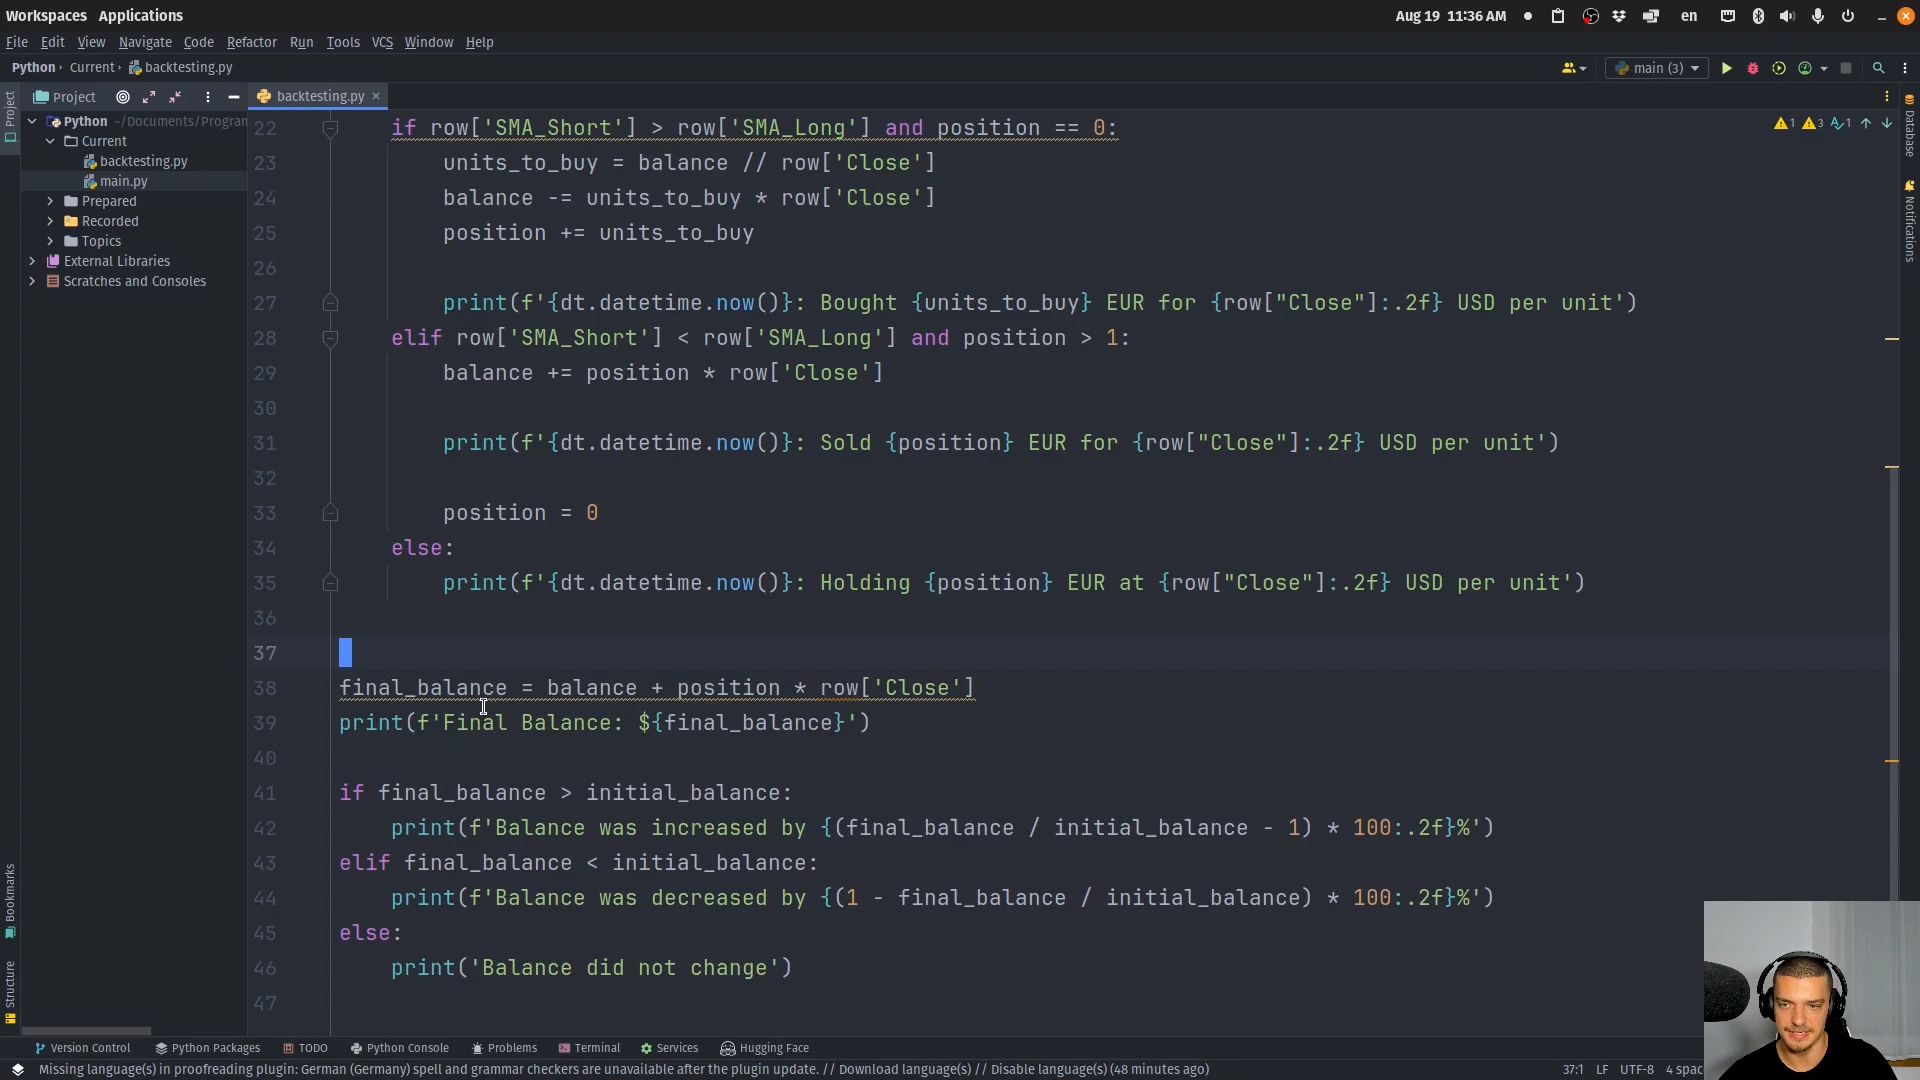 Workspaces Applications
Aug 19 11:36 AM
en
File Edit View Navigate Code Refactor Run Tools VCS Window Help
Python Current backtesting.py
main (3)
Project
backtesting.py
Python ~/Documents/Progran
Current
backtesting.py
main.py
Prepared
Recorded
Topics
External Libraries
Scratches and Consoles
Project
Bookmarks
Structure
Database
Notifications
1 3 1
22 if row['SMA_Short'] > row['SMA_Long'] and position == 0:
23 units_to_buy = balance // row['Close']
24 balance -= units_to_buy * row['Close']
25 position += units_to_buy
26
27 print(f'{dt.datetime.now()}: Bought {units_to_buy} EUR for {row["Close"]:.2f} USD per unit')
28 elif row['SMA_Short'] < row['SMA_Long'] and position > 1:
29 balance += position * row['Close']
30
31 print(f'{dt.datetime.now()}: Sold {position} EUR for {row["Close"]:.2f} USD per unit')
32
33 position = 0
34 else:
35 print(f'{dt.datetime.now()}: Holding {position} EUR at {row["Close"]:.2f} USD per unit')
36
37
38 final_balance = balance + position * row['Close']
39 print(f'Final Balance: ${final_balance}')
40
41 if final_balance > initial_balance:
42 print(f'Balance was increased by {(final_balance / initial_balance - 1) * 100:.2f}%')
43 elif final_balance < initial_balance:
44 print(f'Balance was decreased by {(1 - final_balance / initial_balance) * 100:.2f}%')
45 else:
46 print('Balance did not change')
47
Version Control Python Packages TODO Python Console Problems Terminal Services Hugging Face
Missing language(s) in proofreading plugin: German (Germany) spell and grammar checkers are unavailable after the plugin update. // Download language(s) // Disable language(s) (48 minutes ago)
37:1 LF UTF-8 4 spac